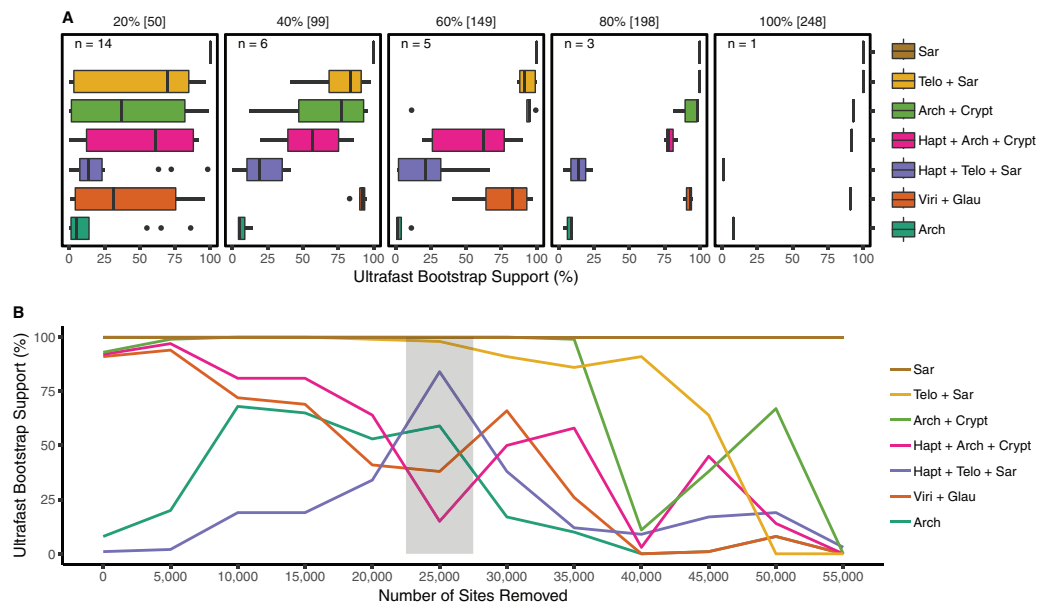 A
20% [50] 40% [99] 60% [149] 80% [198] 100% [248]
n = 14 n = 6 n = 5 n = 3 n = 1
Sar
Telo + Sar
Arch + Crypt
Hapt + Arch + Crypt
Hapt + Telo + Sar
Viri + Glau
Arch
0 25 50 75 100 0 25 50 75 100 0 25 50 75 100 0 25 50 75 100 0 25 50 75 100
Ultrafast Bootstrap Support (%)
B
Ultrafast Bootstrap Support (%)
100
75
50
25
0
Sar
Telo + Sar
Arch + Crypt
Hapt + Arch + Crypt
Hapt + Telo + Sar
Viri + Glau
Arch
0 5,000 10,000 15,000 20,000 25,000 30,000 35,000 40,000 45,000 50,000 55,000
Number of Sites Removed